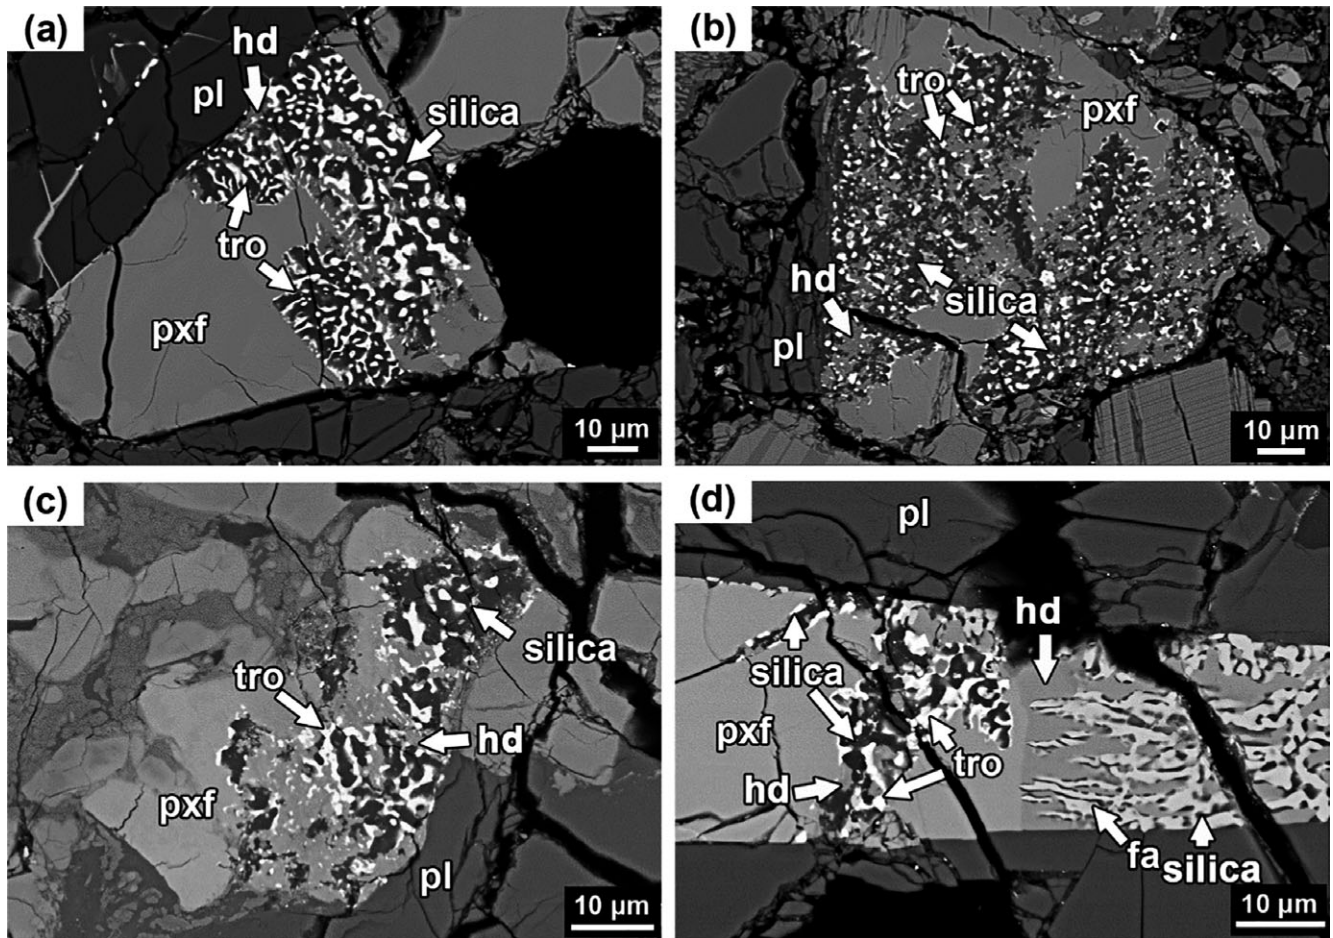 (a)
hd
pl
silica
tro
pxf
10 µm
(b)
tro
pxf
hd
silica
pl
10 µm
(c)
silica
tro
hd
pxf
pl
10 µm
(d)
pl
hd
silica
pxf
tro
hd
fa silica
10 µm